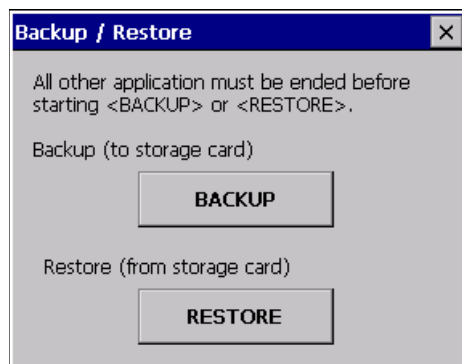 Backup / Restore
All other application must be ended before
starting <BACKUP> or <RESTORE>.
Backup (to storage card)
BACKUP
Restore (from storage card)
RESTORE